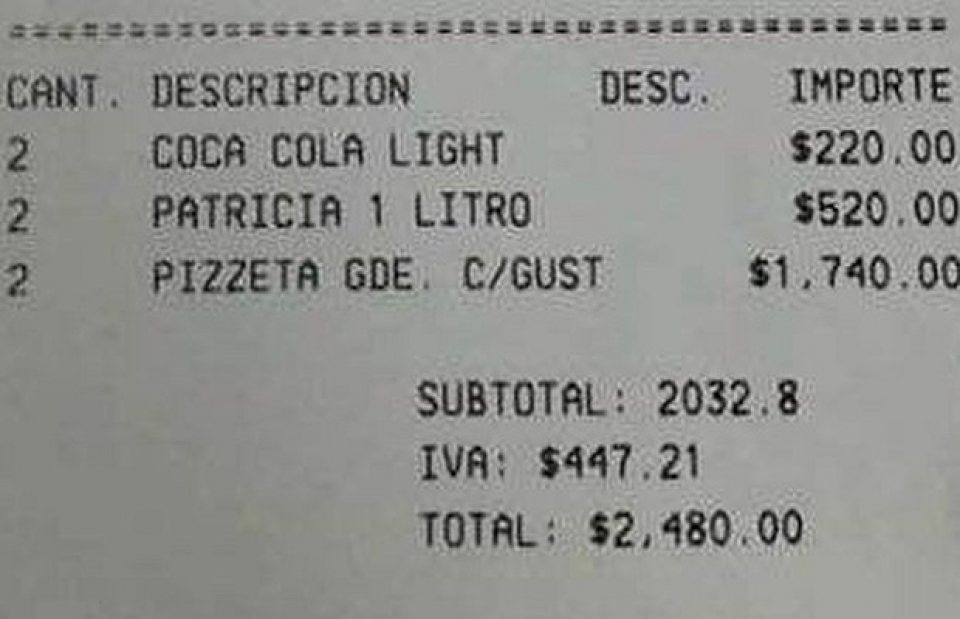 CANT. DESCRIPCION DESC. IMPORTE
2 COCA COLA LIGHT $220.00
2 PATRICIA 1 LITRO $520.00
2 PIZZETA GDE. C/GUST $1,740.00
SUBTOTAL: 2032.8
IVA: $447.21
TOTAL: $2,480.00